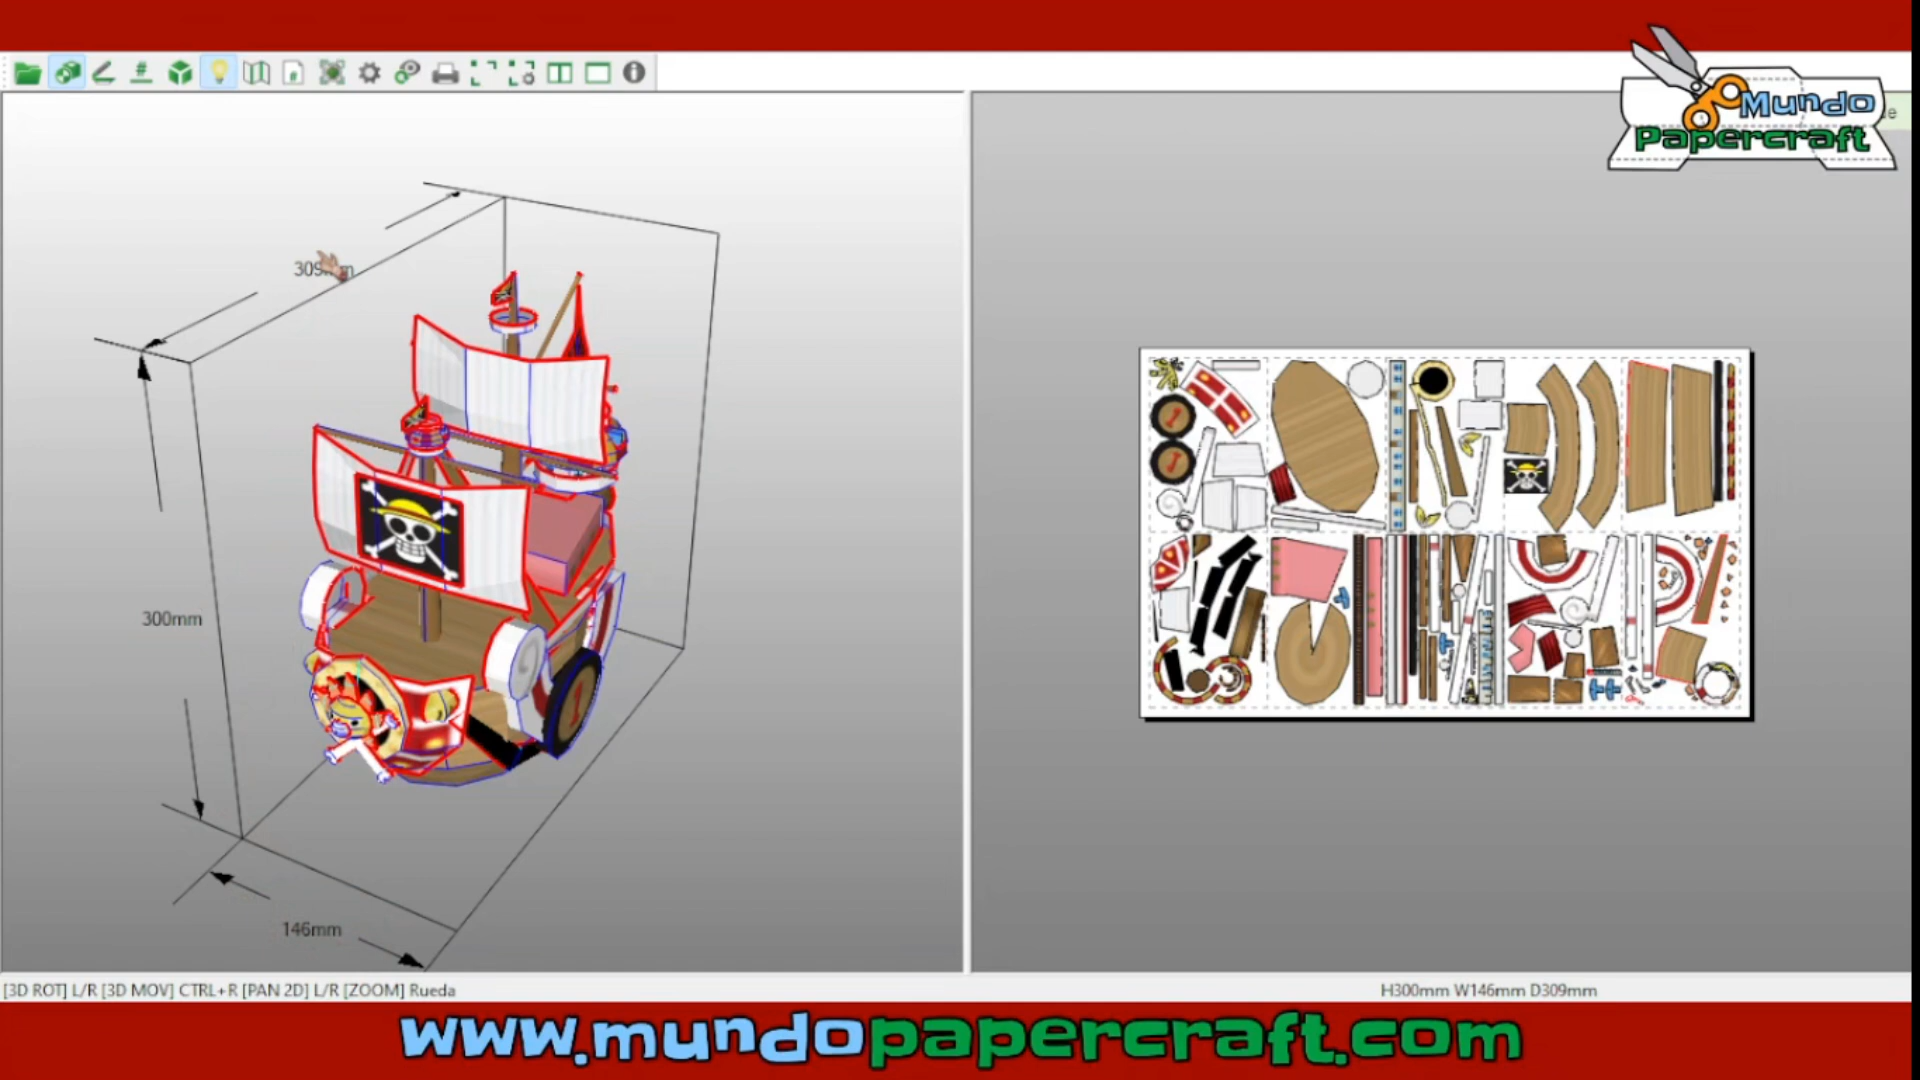 Mundo
Papercraft
300mm
146mm
[3D ROT] L/R [3D MOV] CTRL+R [PAN 2D] L/R [ZOOM] Rueda
H300mm W146mm D309mm
www.mundopapercraft.com